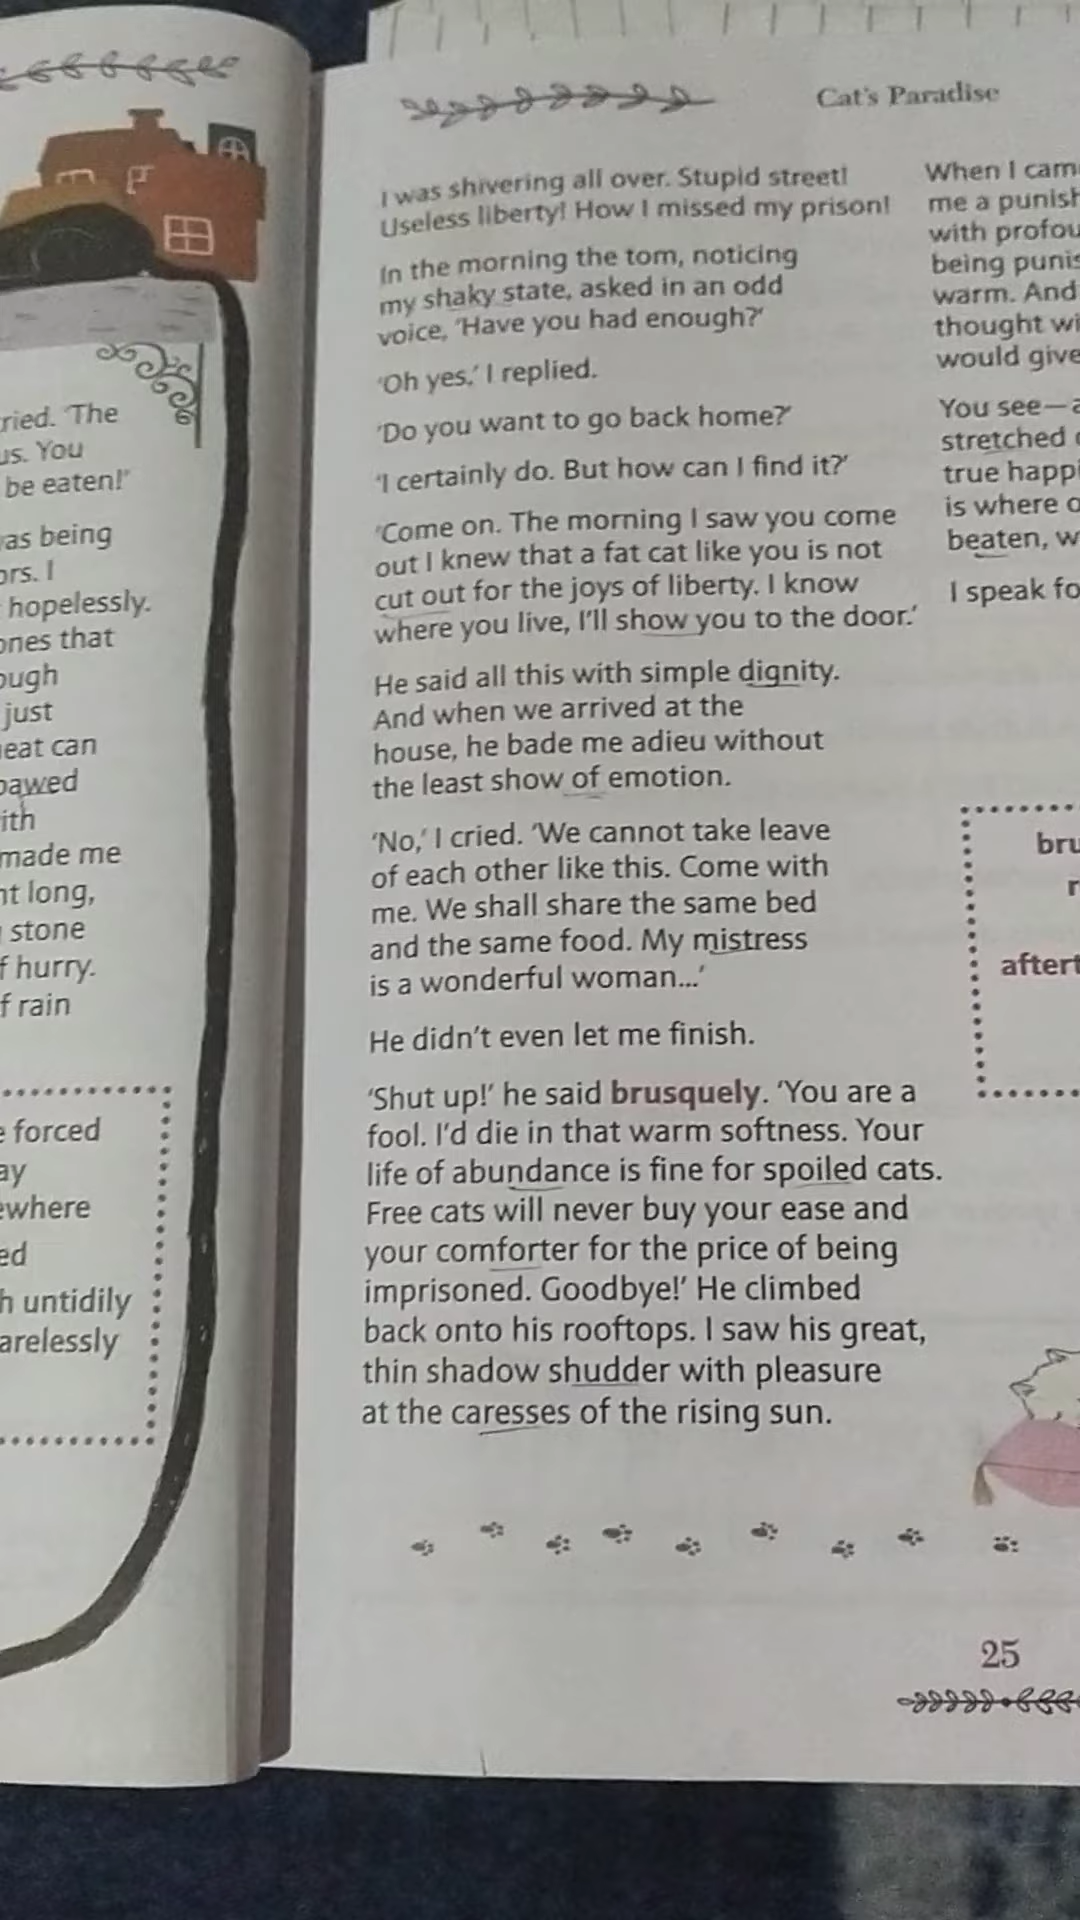 ried. 'The
us. You
be eaten!'
as being
ors. I
hopelessly.
ones that
ough
just
eat can
pawed
ith
made me
nt long,
stone
f hurry.
f rain
e forced
ay
ewhere
ed
h untidily
arelessly
Cat's Paradise
I was shivering all over. Stupid street!
Useless liberty! How I missed my prison!
In the morning the tom, noticing
my shaky state, asked in an odd
voice, 'Have you had enough?'
'Oh yes,' I replied.
'Do you want to go back home?'
'I certainly do. But how can I find it?'
'Come on. The morning I saw you come
out I knew that a fat cat like you is not
cut out for the joys of liberty. I know
where you live, I'll show you to the door.'
He said all this with simple dignity.
And when we arrived at the
house, he bade me adieu without
the least show of emotion.
'No,' I cried. 'We cannot take leave
of each other like this. Come with
me. We shall share the same bed
and the same food. My mistress
is a wonderful woman...'
He didn't even let me finish.
'Shut up!' he said brusquely. 'You are a
fool. I'd die in that warm softness. Your
life of abundance is fine for spoiled cats.
Free cats will never buy your ease and
your comforter for the price of being
imprisoned. Goodbye!' He climbed
back onto his rooftops. I saw his great,
thin shadow shudder with pleasure
at the caresses of the rising sun.
When I cam
me a punish
with profou
being punis
warm. And
thought wi
would give
You see—a
stretched
true happi
is where o
beaten, w
I speak fo
bru
r
aftert
25